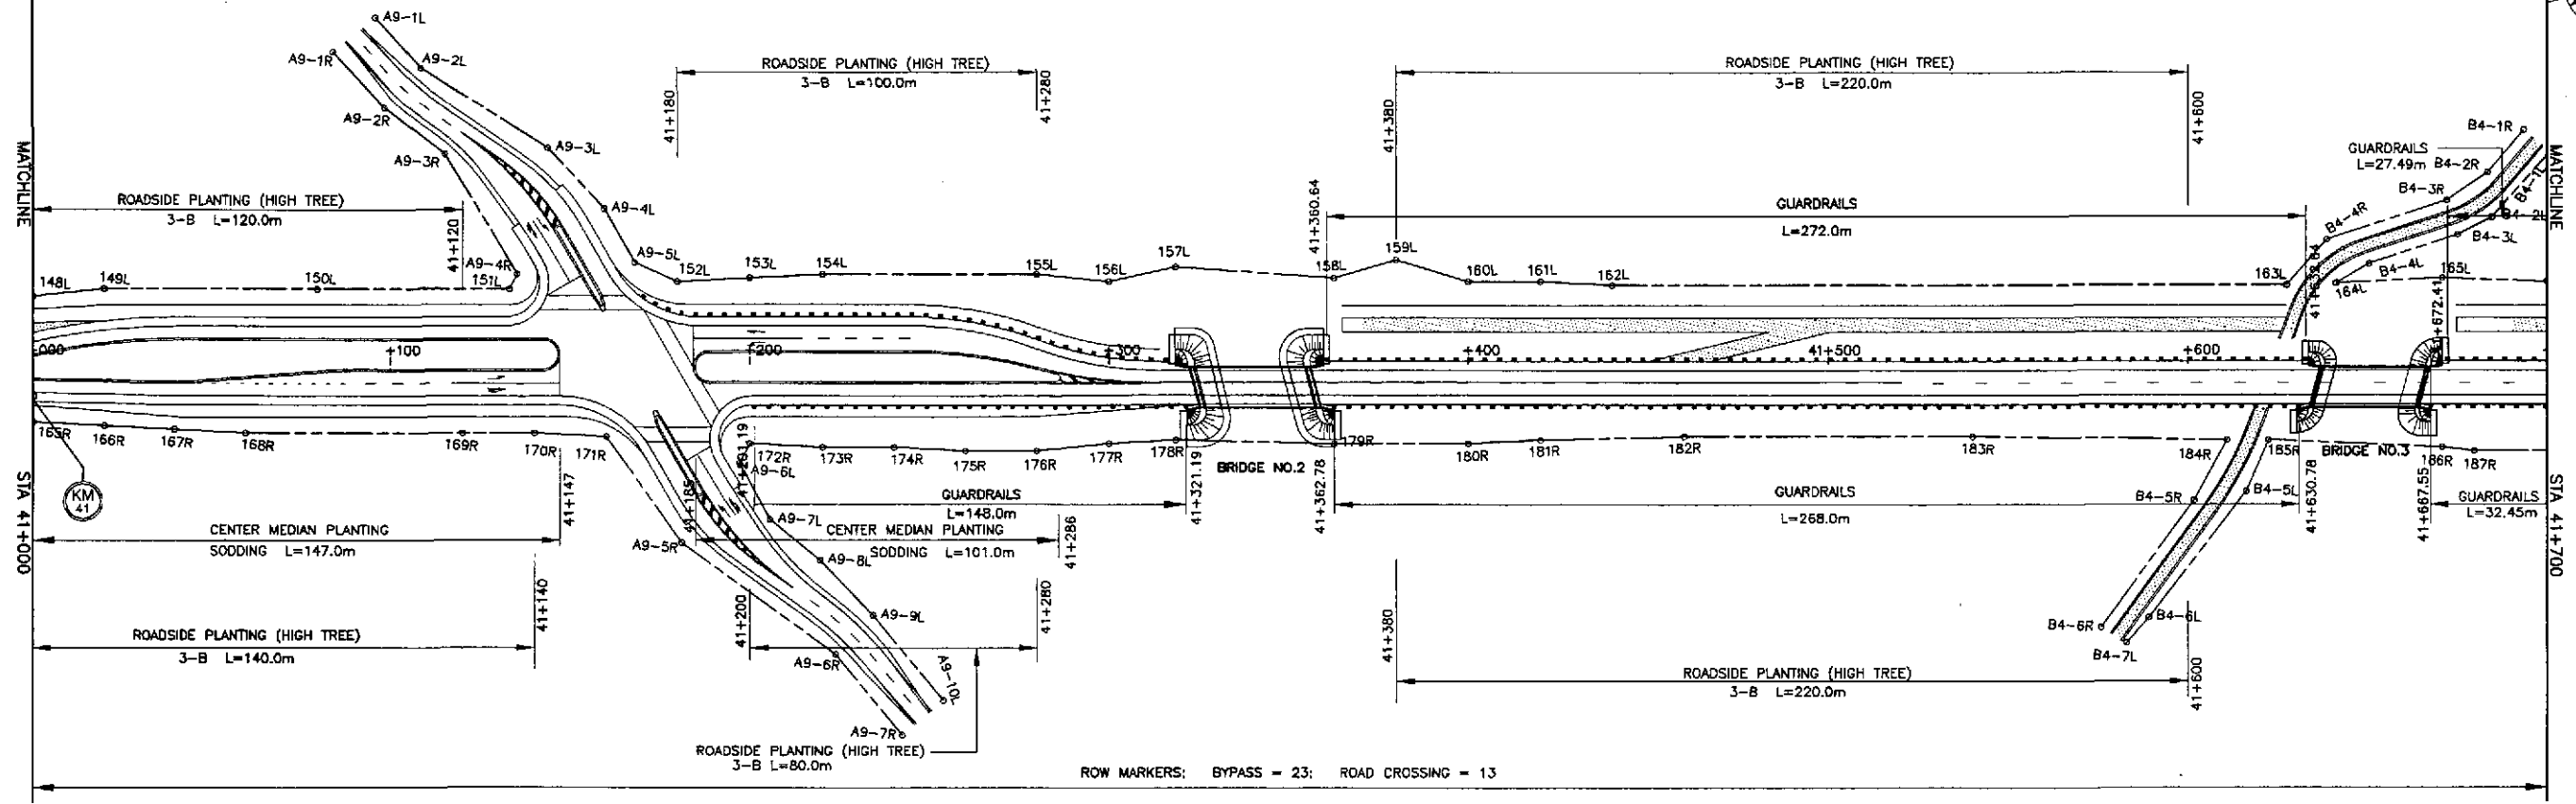 A9-1L
A9-1R
A9-2L
A9-2R
A9-3L
A9-3R
A9-4L
A9-4R
A9-5L
ROADSIDE PLANTING (HIGH TREE)
3-B L=100.0m
41+180
41+280
ROADSIDE PLANTING (HIGH TREE)
3-B L=220.0m
41+380
41+600
B4-1R
GUARDRAILS
L=27.49m
B4-2R
B4-3R
B4-4R
B4-1L
B4-2L
B4-3L
B4-4L
MATCHLINE
MATCHLINE
ROADSIDE PLANTING (HIGH TREE)
3-B L=120.0m
41+120
GUARDRAILS
L=272.0m
41+360.64
41+672.41
148L
149L
150L
151L
152L
153L
154L
155L
156L
157L
158L
159L
160L
161L
162L
163L
164L
165L
+100
+200
+300
+400
41+500
+600
165R
166R
167R
168R
169R
170R
171R
172R
173R
174R
175R
176R
177R
178R
179R
180R
181R
182R
183R
184R
185R
186R
187R
BRIDGE NO.2
BRIDGE NO.3
KM
41
STA 41+000
STA 41+700
A9-6L
A9-7L
A9-8L
A9-9L
A9-10L
A9-5R
A9-6R
A9-7R
B4-5R
B4-5L
B4-6R
B4-6L
B4-7L
41+147
41+185
GUARDRAILS
L=148.0m
41+321.19
41+362.78
GUARDRAILS
L=268.0m
41+630.78
41+667.55
GUARDRAILS
L=32.45m
CENTER MEDIAN PLANTING
SODDING L=147.0m
CENTER MEDIAN PLANTING
SODDING L=101.0m
41+286
41+140
41+200
41+280
41+380
41+600
ROADSIDE PLANTING (HIGH TREE)
3-B L=140.0m
ROADSIDE PLANTING (HIGH TREE)
3-B L=80.0m
ROADSIDE PLANTING (HIGH TREE)
3-B L=220.0m
ROW MARKERS; BYPASS = 23; ROAD CROSSING = 13